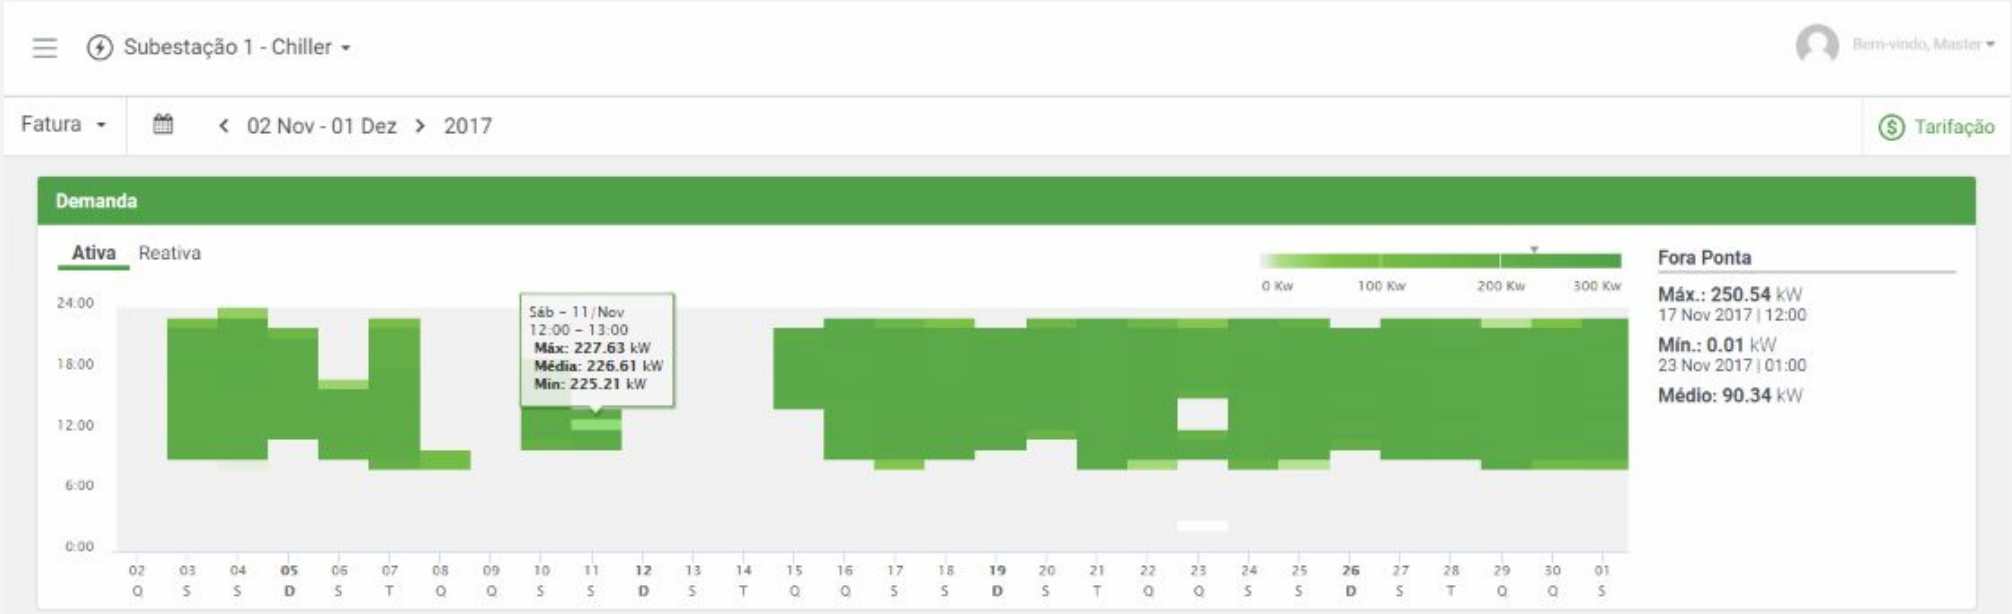 Subestação 1 - Chiller
Bem-vindo, Master
Fatura
02 Nov - 01 Dez
2017
Tarifação
Demanda
Ativa
Reativa
0 Kw
100 Kw
200 Kw
300 Kw
Fora Ponta
Máx.: 250.54 kW
17 Nov 2017 | 12:00
Mín.: 0.01 kW
23 Nov 2017 | 01:00
Médio: 90.34 kW
Sáb - 11/Nov
12:00 - 13:00
Máx: 227.63 kW
Média: 226.61 kW
Min: 225.21 kW
24:00
18:00
12:00
6:00
0:00
02 03 04 05 06 07 08 09 10 11 12 13 14 15 16 17 18 19 20 21 22 23 24 25 26 27 28 29 30 01
Q S S D S T Q Q S S D S T Q Q S S D S T Q Q S S D S T Q Q S